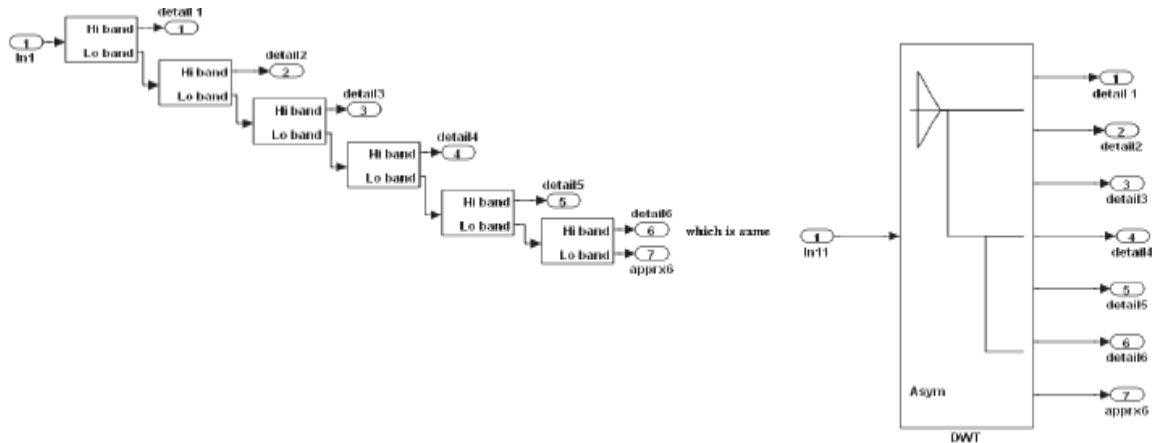 detail 1
Hi band
1
1
In1
Lo band
detail2
Hi band
2
Lo band
detail3
Hi band
3
Lo band
detail4
Hi band
4
Lo band
detail5
Hi band
5
Lo band
detail6
Hi band
6
Lo band
7
apprx6
which is same
1
In11
1
detail 1
2
detail2
3
detail3
4
detail4
5
detail5
6
detail6
7
apprx6
Asym
DWT